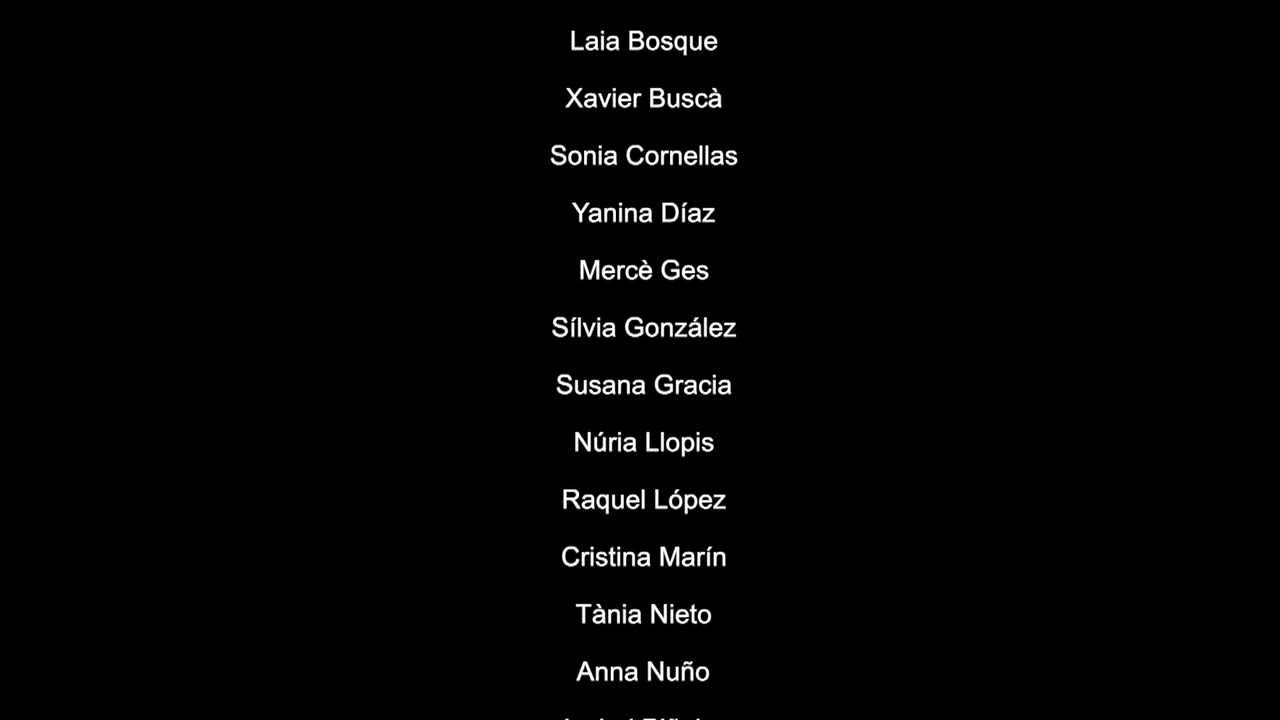 Laia Bosque
Xavier Buscà
Sonia Cornellas
Yanina Díaz
Mercè Ges
Sílvia González
Susana Gracia
Núria Llopis
Raquel López
Cristina Marín
Tània Nieto
Anna Nuño